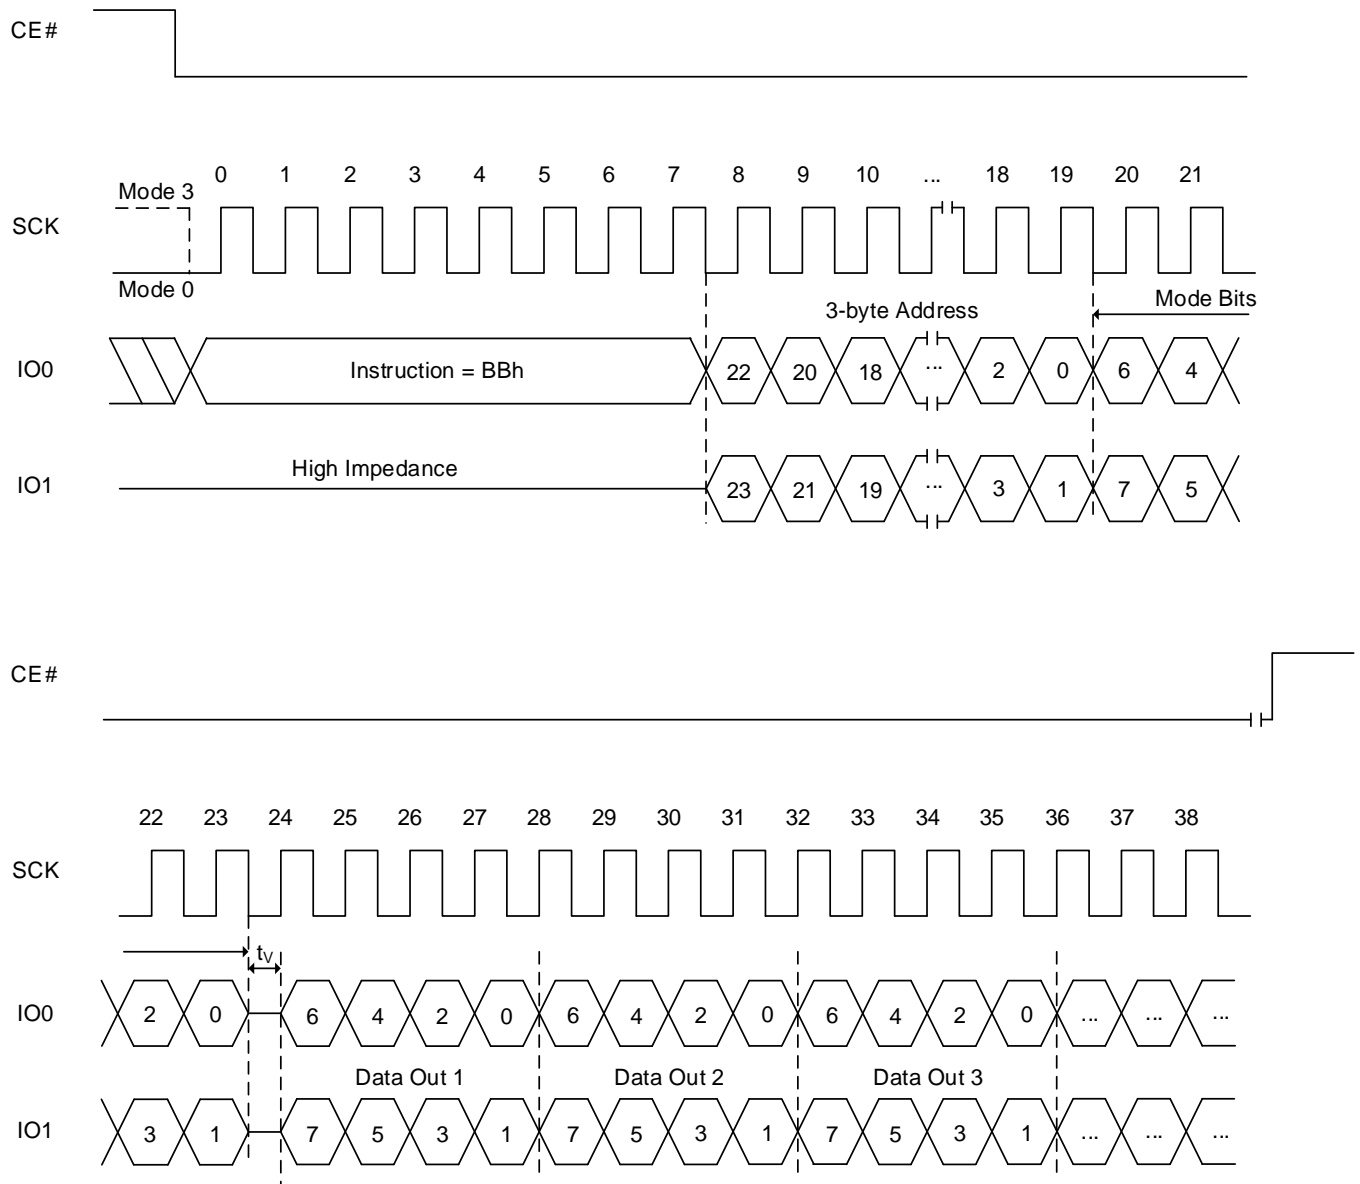 CE#
0 1 2 3 4 5 6 7 8 9 10 ... 18 19 20 21
Mode 3
SCK
Mode 0
3-byte Address
Mode Bits
IO0
Instruction = BBh
22 20 18 ... 2 0 6 4
High Impedance
IO1
23 21 19 ... 3 1 7 5
CE#
22 23 24 25 26 27 28 29 30 31 32 33 34 35 36 37 38
SCK
tV
IO0
2 0 6 4 2 0 6 4 2 0 6 4 2 0 ... ... ...
Data Out 1 Data Out 2 Data Out 3
IO1
3 1 7 5 3 1 7 5 3 1 7 5 3 1 ... ... ...